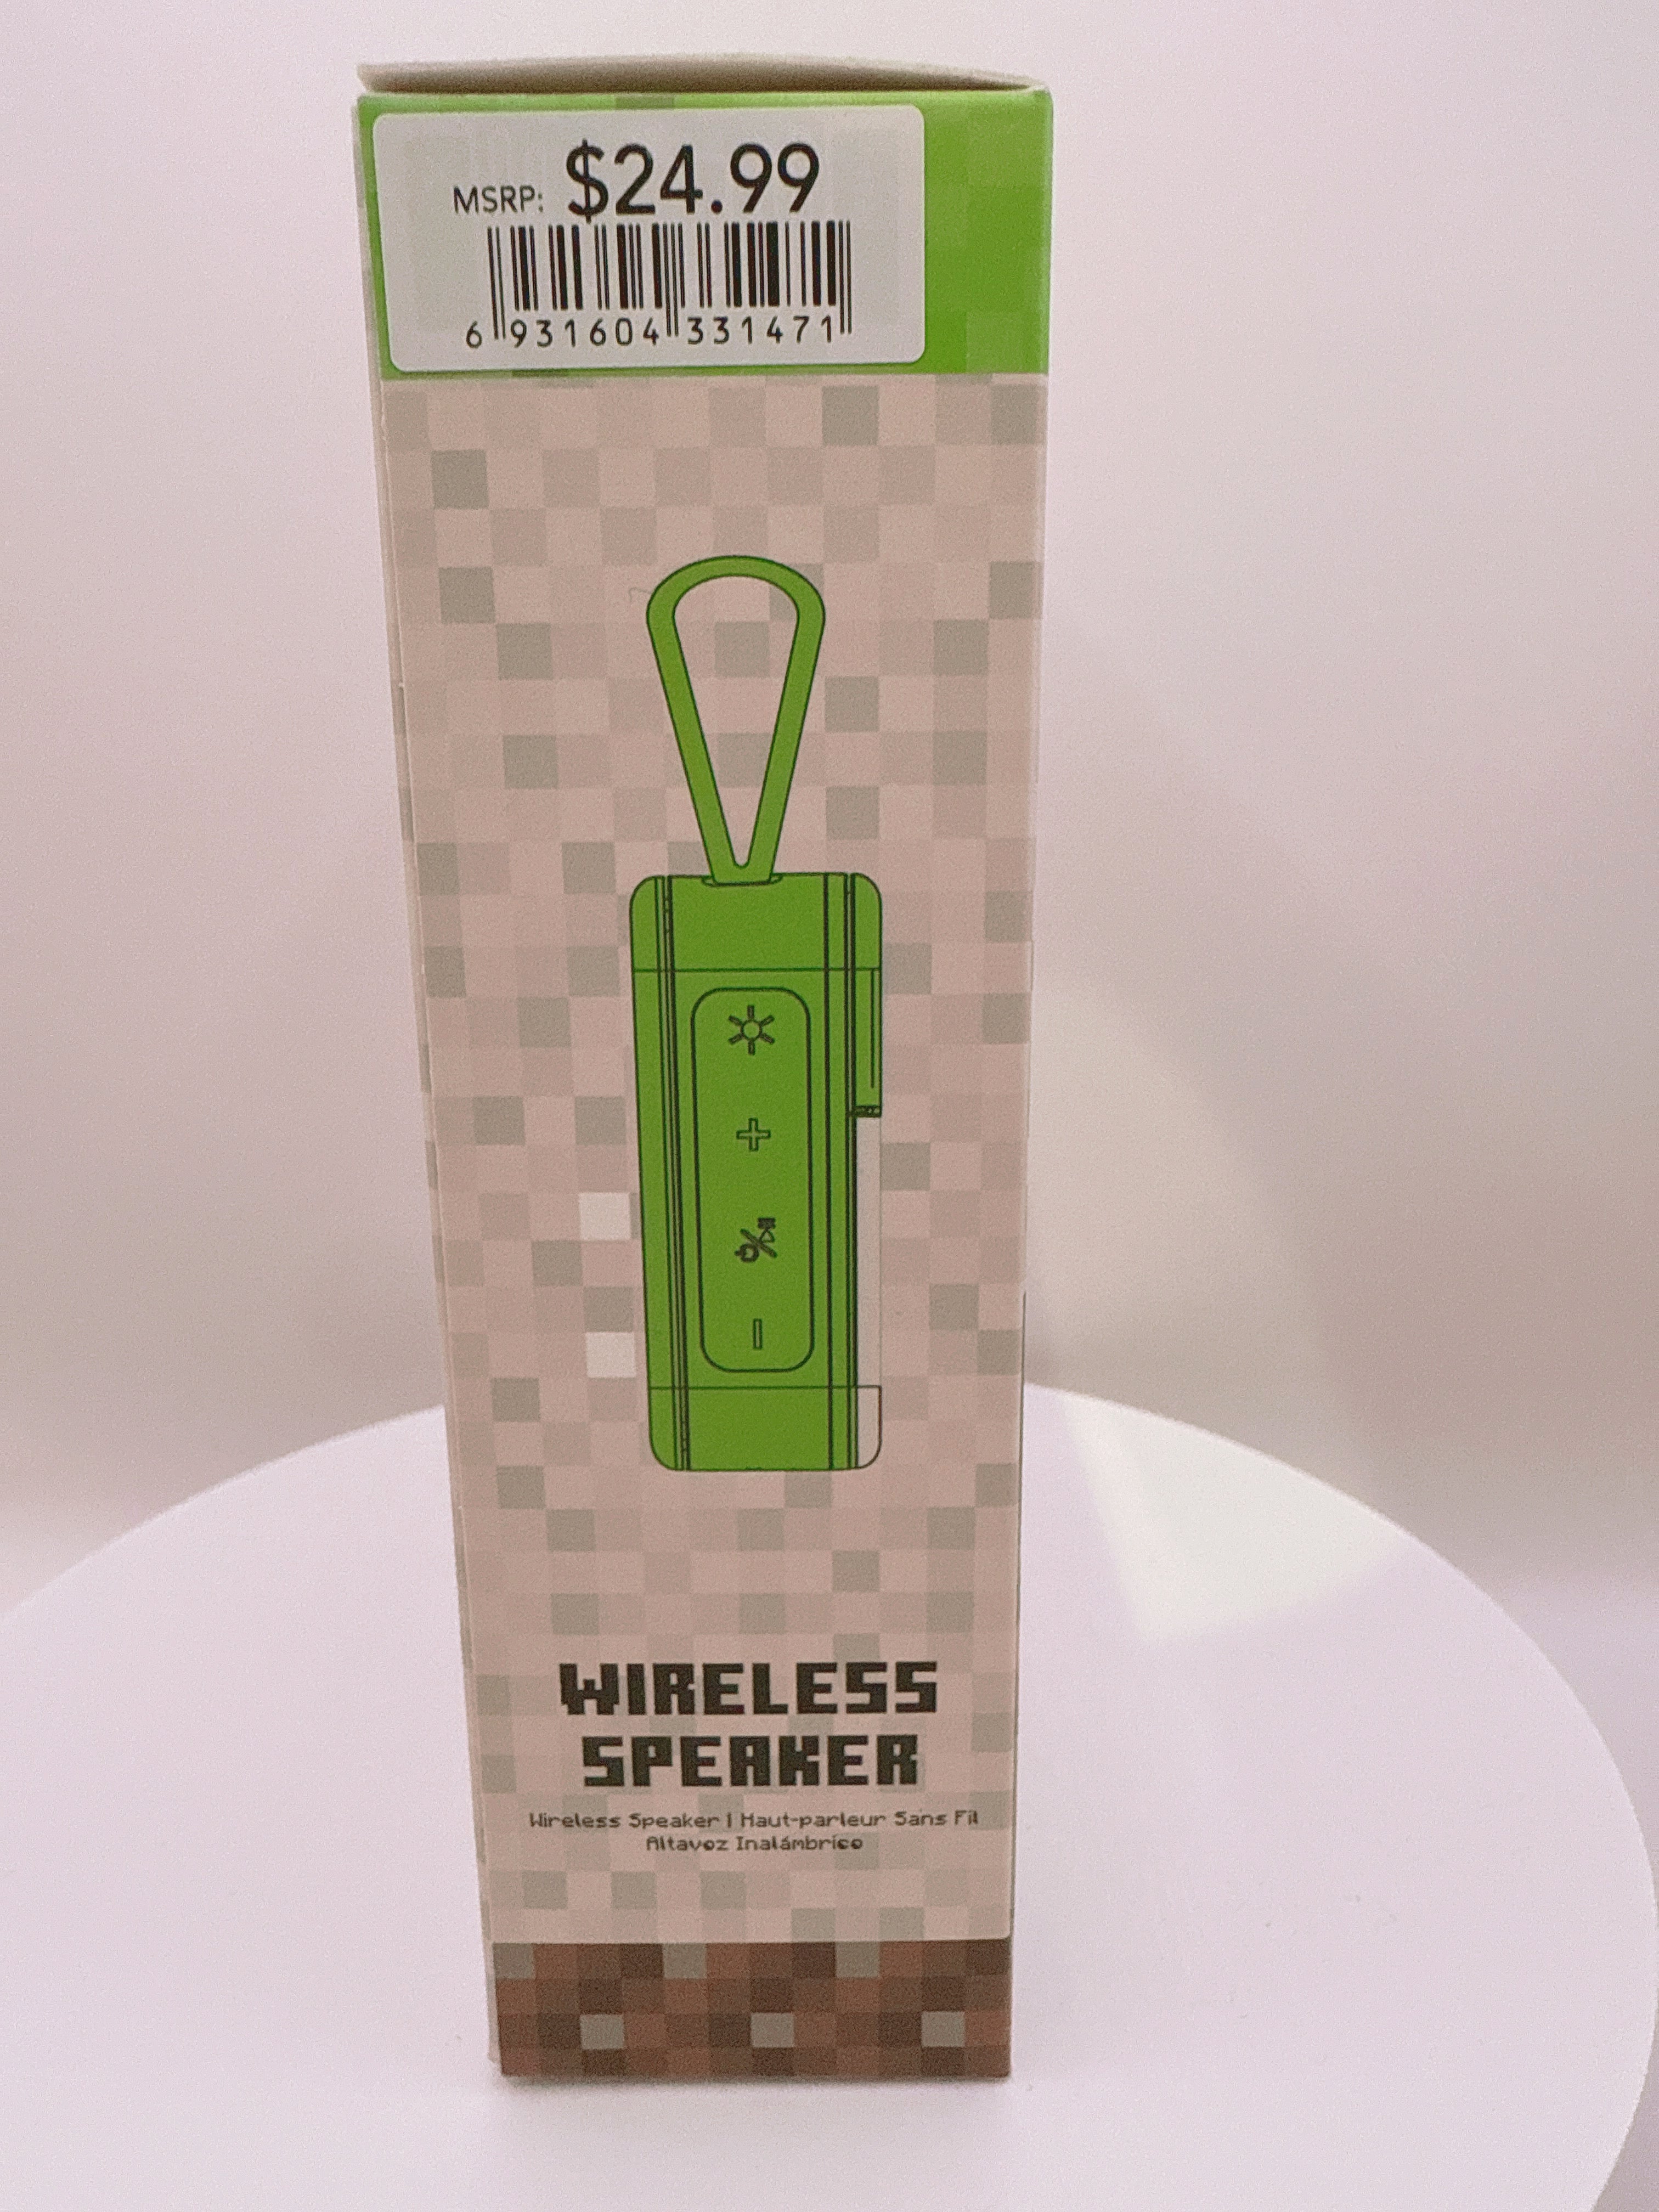 MSRP: $24.99
6 931604 331471
WIRELESS
SPEAKER
Wireless Speaker | Haut-parleur Sans Fil
Altavoz Inalámbrico